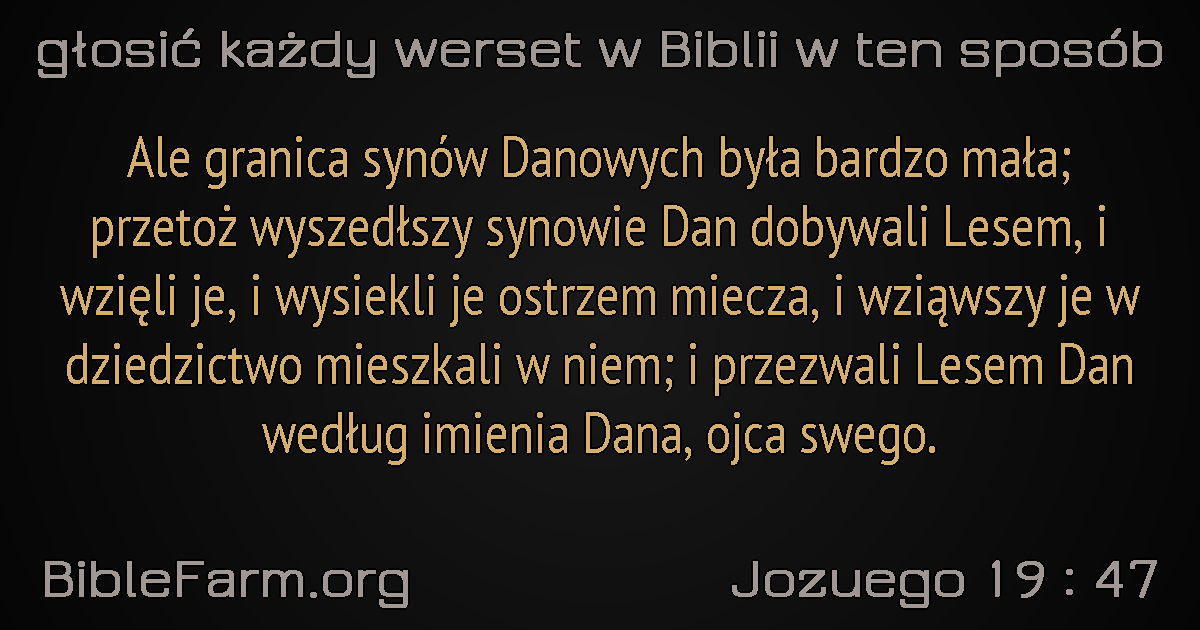 głosić każdy werset w Biblii w ten sposób
Ale granica synów Danowych była bardzo mała;
przetoż wyszedłszy synowie Dan dobywali Lesem, i
wzięli je, i wysiekli je ostrzem miecza, i wziąwszy je w
dziedzictwo mieszkali w niem; i przezwali Lesem Dan
według imienia Dana, ojca swego.
BibleFarm.org
Jozuego 19 : 47